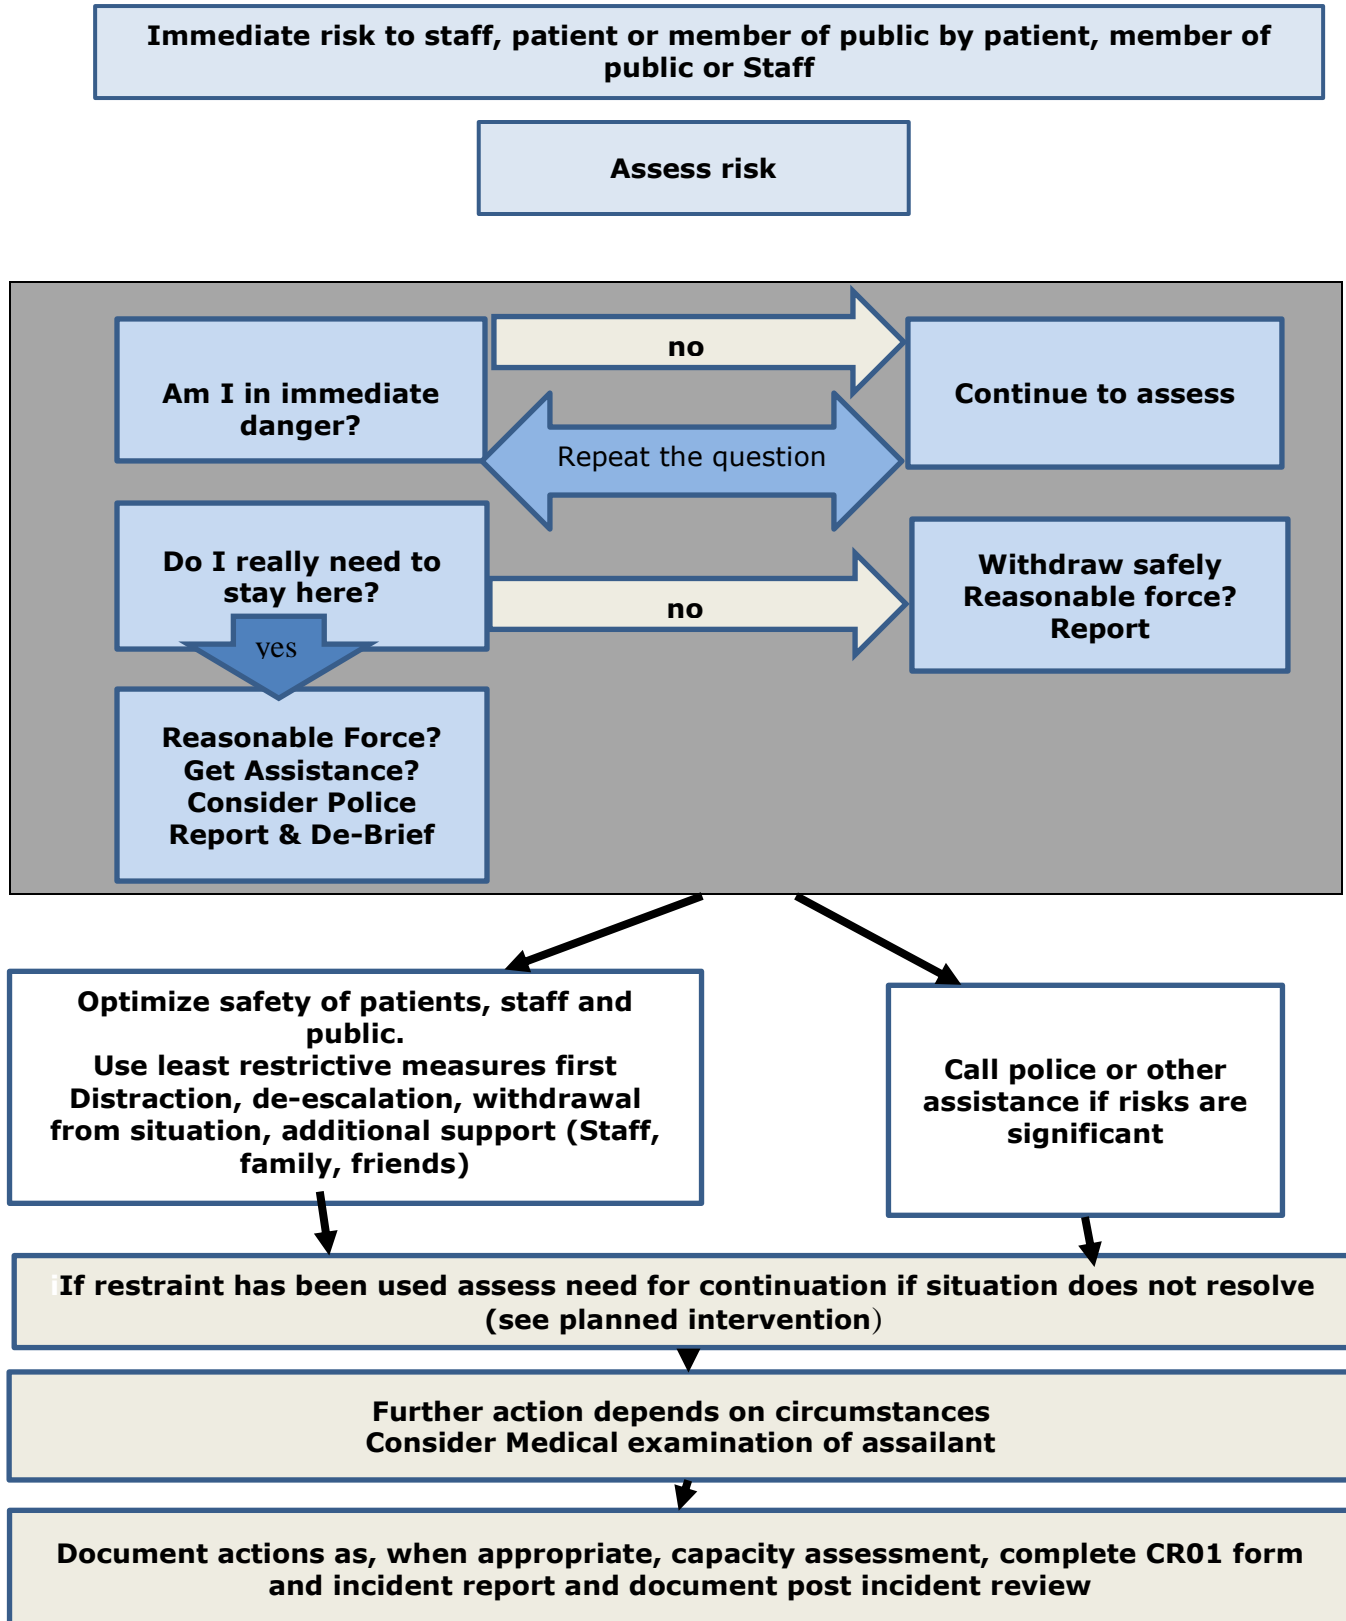 Immediate risk to staff, patient or member of public by patient, member of
public or Staff
Assess risk
Am I in immediate
danger?
no
Continue to assess
Repeat the question
Do I really need to
stay here?
no
Withdraw safely
Reasonable force?
Report
yes
Reasonable Force?
Get Assistance?
Consider Police
Report & De-Brief
Optimize safety of patients, staff and
public.
Use least restrictive measures first
Distraction, de-escalation, withdrawal
from situation, additional support (Staff,
family, friends)
Call police or other
assistance if risks are
significant
iIf restraint has been used assess need for continuation if situation does not resolve
(see planned intervention)
Further action depends on circumstances
Consider Medical examination of assailant
Document actions as, when appropriate, capacity assessment, complete CR01 form
and incident report and document post incident review